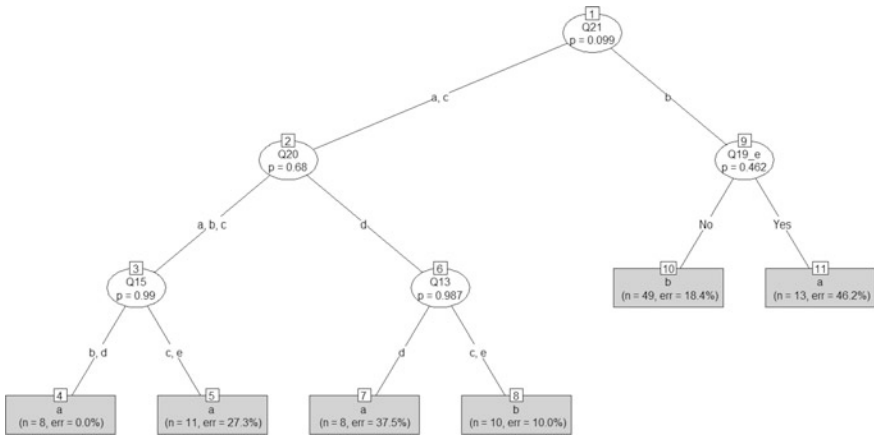 1
Q21
p = 0.099
a, c
b
2
Q20
p = 0.68
9
Q19_e
p = 0.462
a, b, c
d
No
Yes
3
Q15
p = 0.99
6
Q13
p = 0.987
10
b
(n = 49, err = 18.4%)
11
a
(n = 13, err = 46.2%)
b, d
c, e
d
c, e
4
a
(n = 8, err = 0.0%)
5
a
(n = 11, err = 27.3%)
7
a
(n = 8, err = 37.5%)
8
b
(n = 10, err = 10.0%)